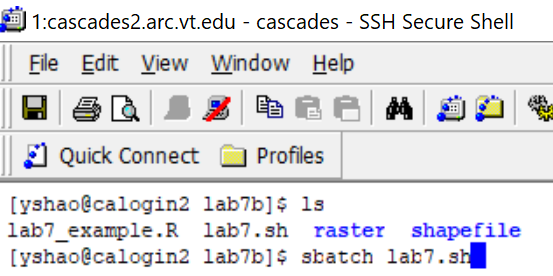 1:cascades2.arc.vt.edu - cascades - SSH Secure Shell
File Edit View Window Help
Quick Connect Profiles
[yshao@calogin2 lab7b]$ ls
lab7_example.R lab7.sh raster shapefile
[yshao@calogin2 lab7b]$ sbatch lab7.sh